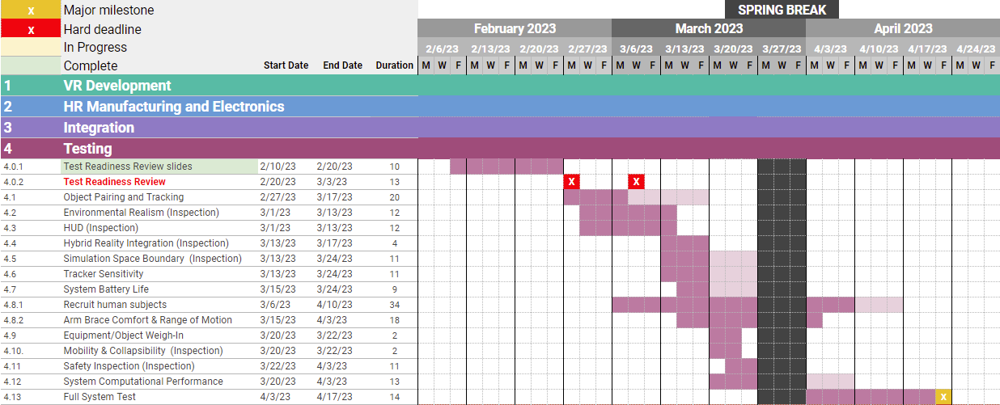 x Major milestone SPRING BREAK
x Hard deadline February 2023 March 2023 April 2023
In Progress 2/6/23 2/13/23 2/20/23 2/27/23 3/6/23 3/13/23 3/20/23 3/27/23 4/3/23 4/10/23 4/17/23 4/24/23
Complete Start Date End Date Duration M W F M W F M W F M W F M W F M W F M W F M W F M W F M W F M W F M W F
1 VR Development
2 HR Manufacturing and Electronics
3 Integration
4 Testing
4.0.1 Test Readiness Review slides 2/10/23 2/20/23 10
4.0.2 Test Readiness Review 2/20/23 3/3/23 13 X X
4.1 Object Pairing and Tracking 2/27/23 3/17/23 20
4.2 Environmental Realism (Inspection) 3/1/23 3/13/23 12
4.3 HUD (Inspection) 3/1/23 3/13/23 12
4.4 Hybrid Reality Integration (Inspection) 3/13/23 3/17/23 4
4.5 Simulation Space Boundary (Inspection) 3/13/23 3/24/23 11
4.6 Tracker Sensitivity 3/13/23 3/24/23 11
4.7 System Battery Life 3/15/23 3/24/23 9
4.8.1 Recruit human subjects 3/6/23 4/10/23 34
4.8.2 Arm Brace Comfort & Range of Motion 3/15/23 4/3/23 18
4.9 Equipment/Object Weigh-In 3/20/23 3/22/23 2
4.10. Mobility & Collapsibility (Inspection) 3/20/23 3/22/23 2
4.11 Safety Inspection (Inspection) 3/22/23 4/3/23 11
4.12 System Computational Performance 3/20/23 4/3/23 13
4.13 Full System Test 4/3/23 4/17/23 14 x